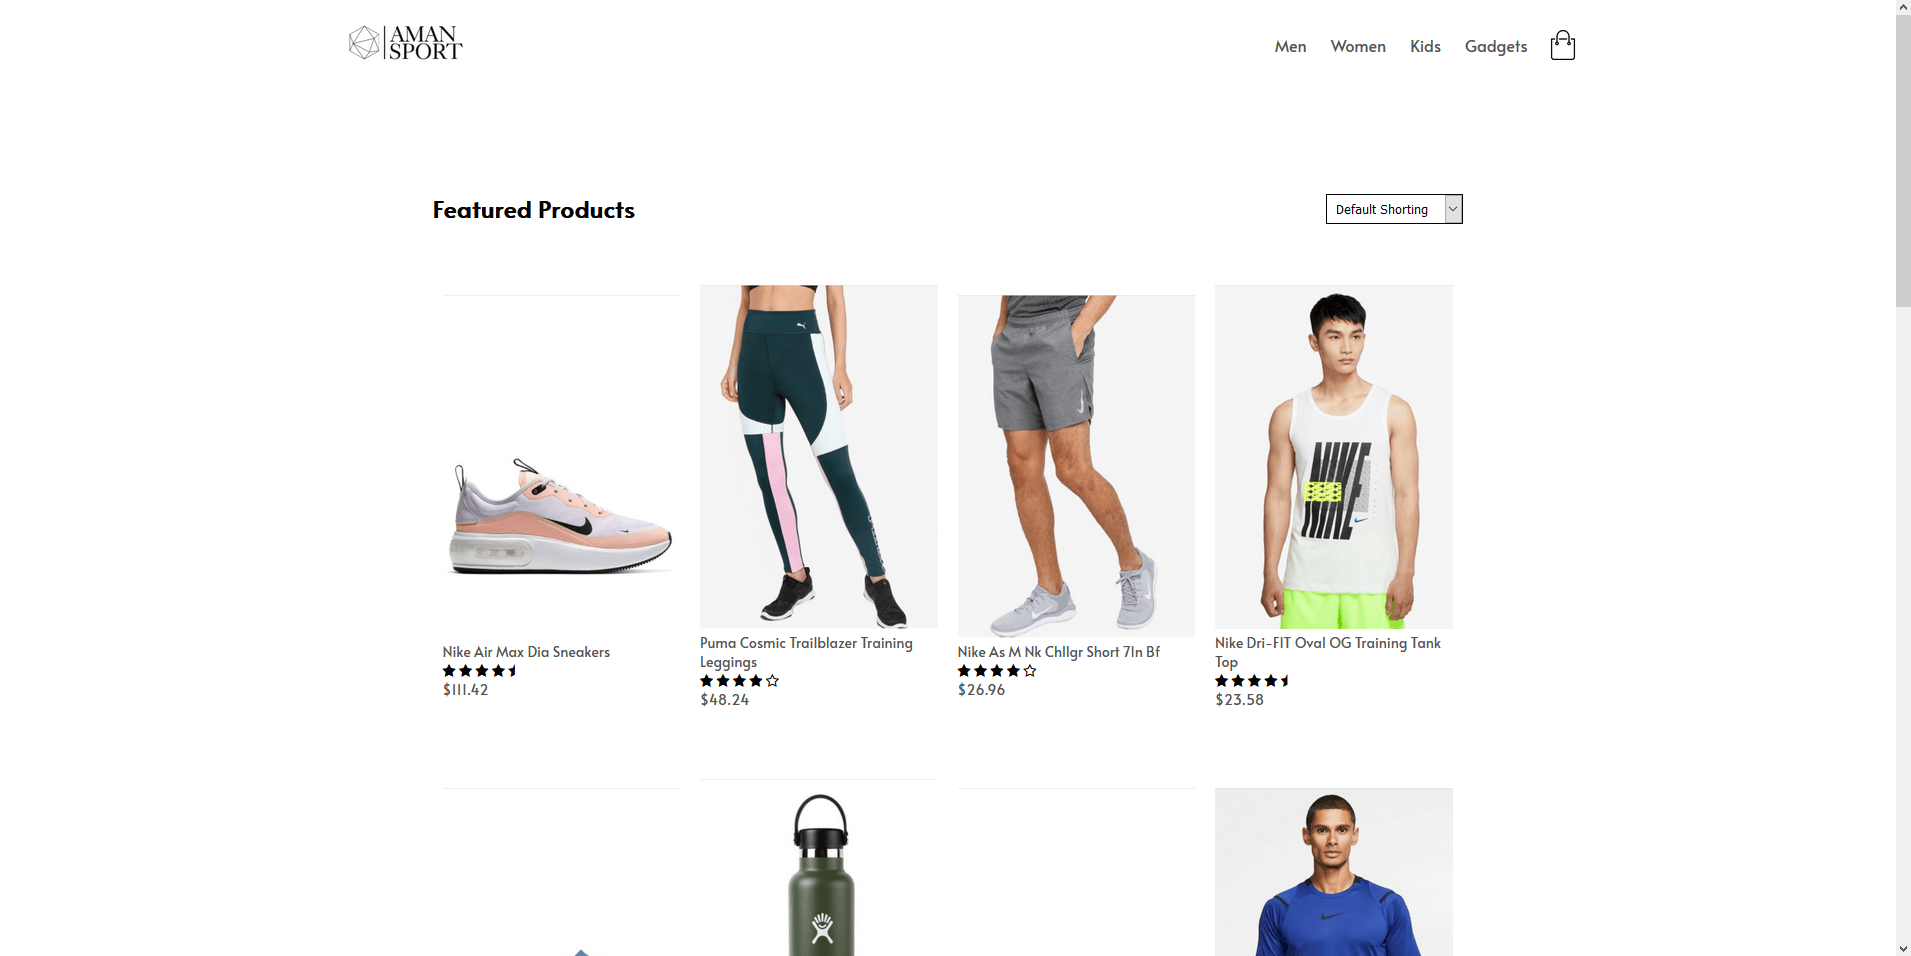 AMAN
SPORT
Men Women Kids Gadgets
Featured Products
Default Shorting
NIKE
Nike Air Max Dia Sneakers
$111.42
Puma Cosmic Trailblazer Training
Leggings
$48.24
Nike As M Nk Chllgr Short 7In Bf
$26.96
Nike Dri-FIT Oval OG Training Tank
Top
$23.58